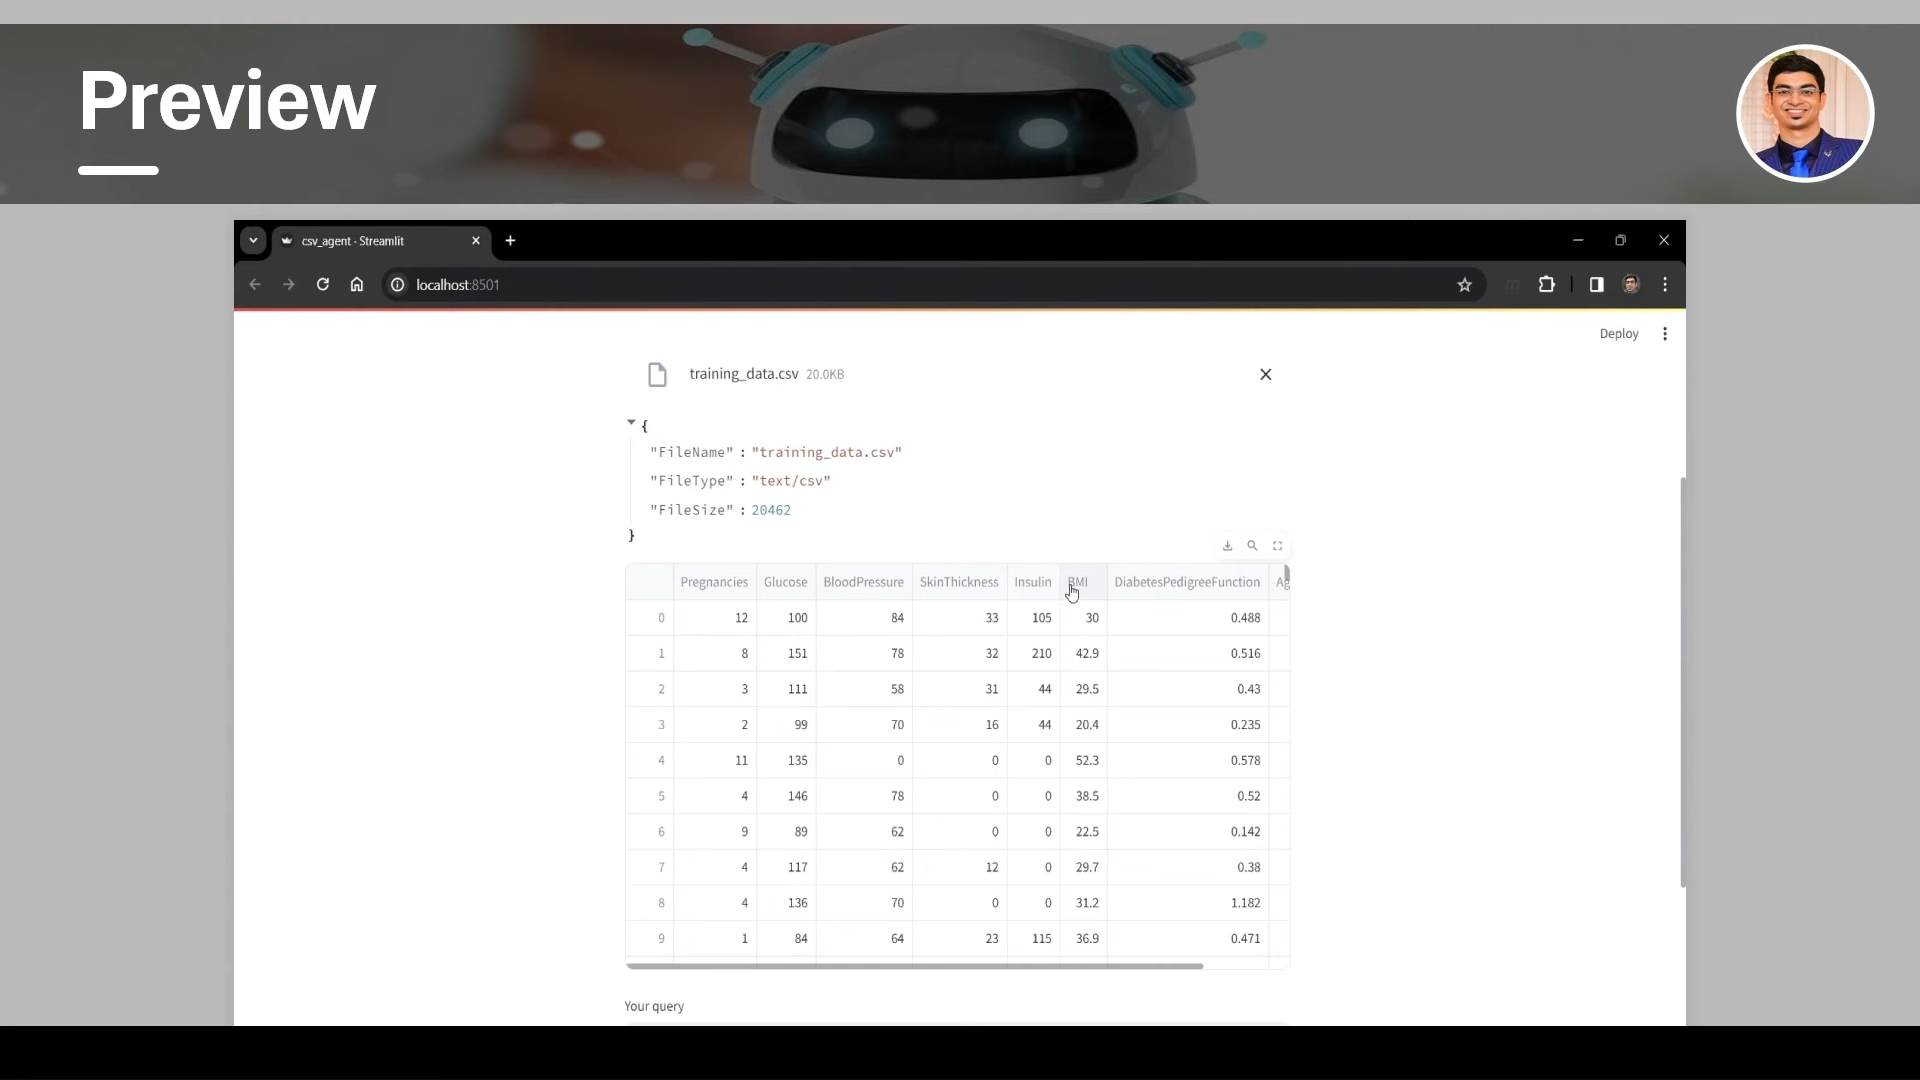 Preview
csv_agent · Streamlit
localhost:8501
Deploy
training_data.csv 20.0KB
{
"FileName" : "training_data.csv"
"FileType" : "text/csv"
"FileSize" : 20462
}
Pregnancies Glucose BloodPressure SkinThickness Insulin BMI DiabetesPedigreeFunction Ag
0 12 100 84 33 105 30 0.488
1 8 151 78 32 210 42.9 0.516
2 3 111 58 31 44 29.5 0.43
3 2 99 70 16 44 20.4 0.235
4 11 135 0 0 0 52.3 0.578
5 4 146 78 0 0 38.5 0.52
6 9 89 62 0 0 22.5 0.142
7 4 117 62 12 0 29.7 0.38
8 4 136 70 0 0 31.2 1.182
9 1 84 64 23 115 36.9 0.471
Your query